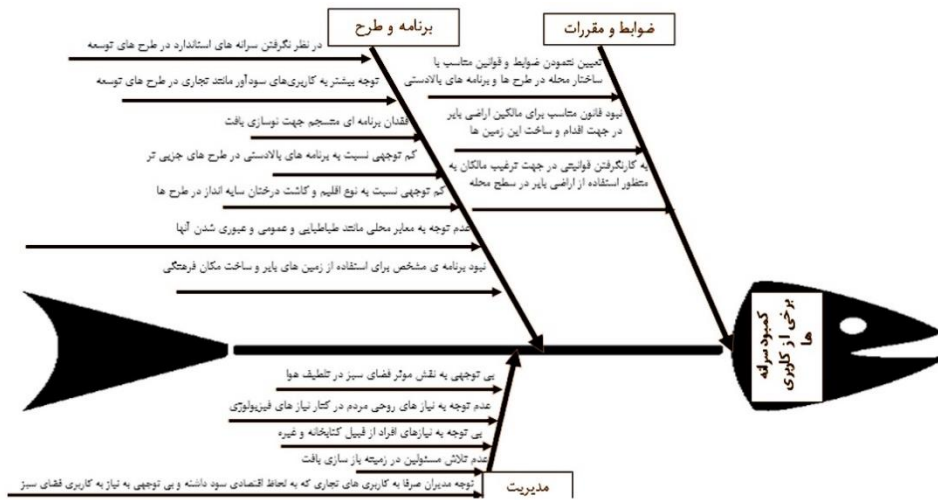 برنامه و طرح
در نظر نگرفتن سرانه های استاندارد در طرح های توسعه
توجه بیشتر به کاربری‌های سودآور مانند تجاری در طرح های توسعه
فقدان برنامه ای منسجم جهت نوسازی بافت
کم توجهی نسبت به برنامه های بالادستی در طرح های جزیی تر
کم توجهی نسبت به نوع اقلیم و کاشت درختان سایه انداز در طرح ها
عدم توجه به معابر محلی مانند طباطبایی و عمومی و عبوری شدن آنها
نبود برنامه ی مشخص برای استفاده از زمین های بایر و ساخت مکان فرهنگی
ضوابط و مقررات
تعیین ننمودن ضوابط و قوانین متناسب با
ساختار محله در طرح ها و برنامه های بالادستی
نبود قانون متناسب برای مالکین اراضی بایر
در جهت اقدام و ساخت این زمین ها
به کارنگرفتن قوانینی در جهت ترغیب مالکان به
منظور استفاده از اراضی بایر در سطح محله
کمبود سرانه
برخی از کاربری
ها
بی توجهی به نقش موثر فضای سبز در تلطیف هوا
عدم توجه به نیاز های روحی مردم در کنار نیاز های فیزیولوژی
بی توجه به نیازهای افراد از قبیل کتابخانه و غیره
عدم تلاش مسئولین در زمینه باز سازی بافت
توجه مدیران صرفا به کاربری های تجاری که به لحاظ اقتصادی سود داشته و بی توجهی به نیاز به کاربری فضای سبز
مدیریت